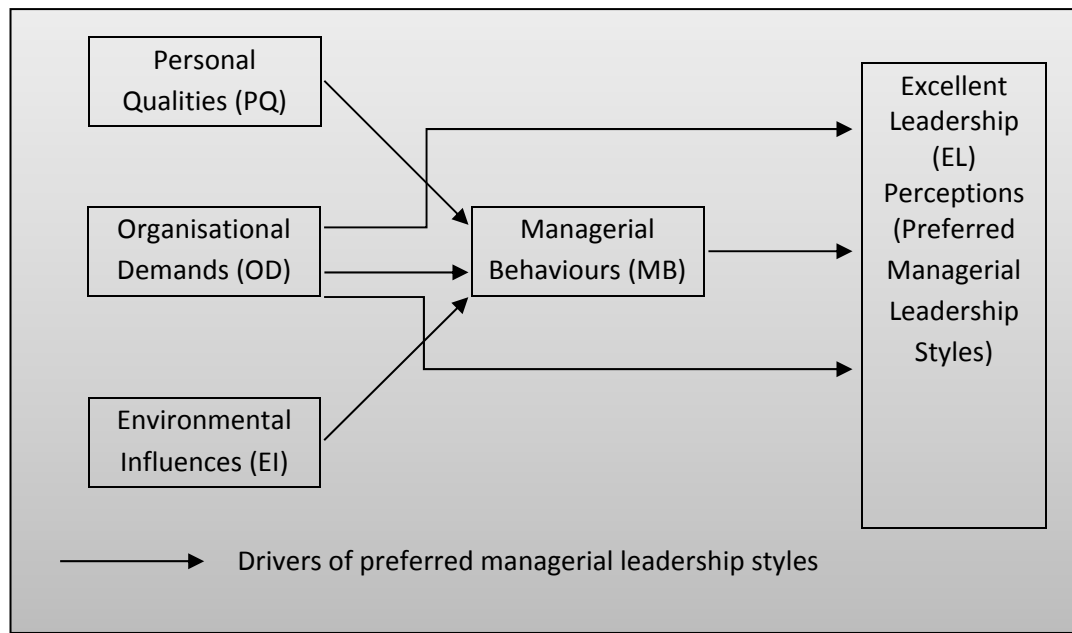 Personal
Qualities (PQ)
Organisational
Demands (OD)
Environmental
Influences (EI)
Managerial
Behaviours (MB)
Excellent
Leadership
(EL)
Perceptions
(Preferred
Managerial
Leadership
Styles)
Drivers of preferred managerial leadership styles